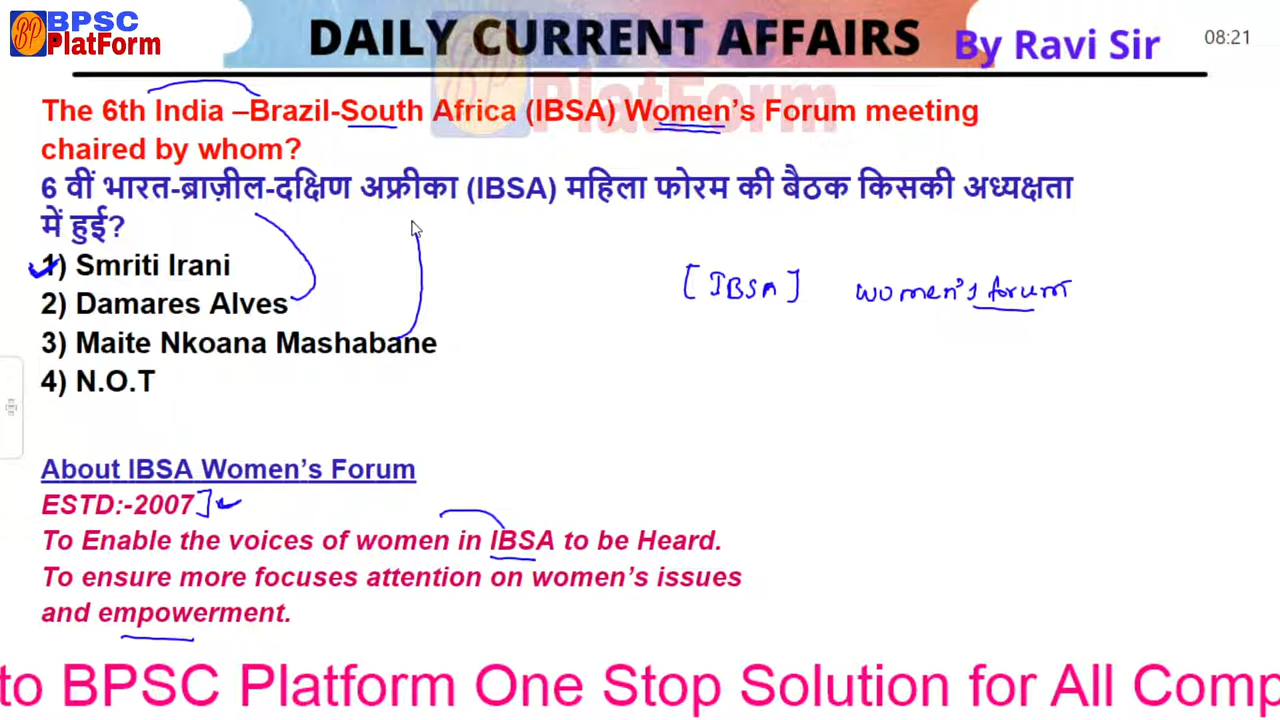 BPSC
PlatForm
DAILY CURRENT AFFAIRS
By Ravi Sir
08:21
The 6th India –Brazil-South Africa (IBSA) Women's Forum meeting
chaired by whom?
6 वीं भारत-ब्राज़ील-दक्षिण अफ्रीका (IBSA) महिला फोरम की बैठक किसकी अध्यक्षता
में हुई?
1) Smriti Irani
2) Damares Alves
3) Maite Nkoana Mashabane
4) N.O.T
[IBSA] women's forum
About IBSA Women's Forum
ESTD:-2007
To Enable the voices of women in IBSA to be Heard.
To ensure more focuses attention on women's issues
and empowerment.
to BPSC Platform One Stop Solution for All Comp